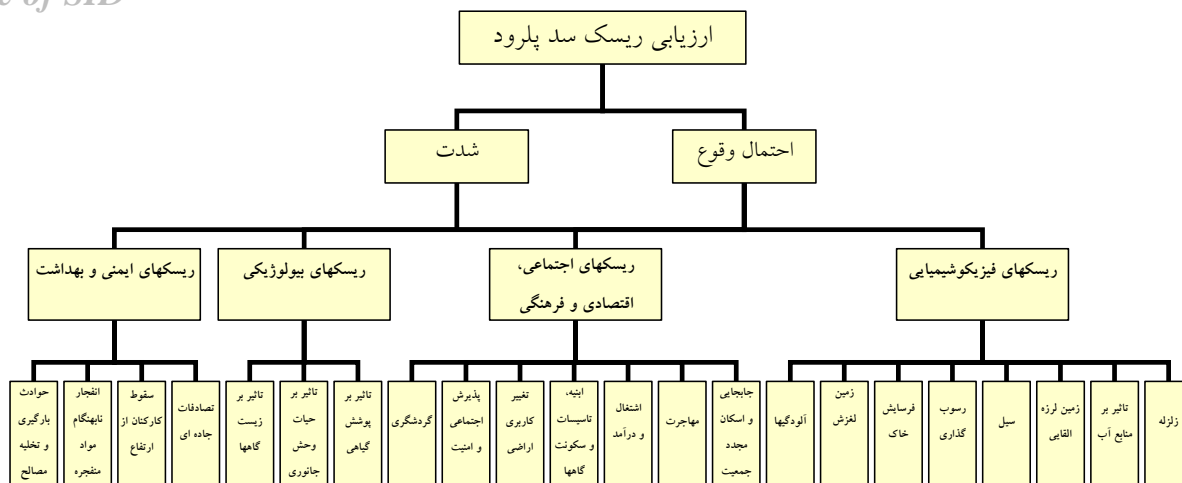 of SID
ارزیابی ریسک سد پلرود
احتمال وقوع
شدت
ریسکهای فیزیکوشیمیایی
ریسکهای اجتماعی،
اقتصادی و فرهنگی
ریسکهای بیولوژیکی
ریسکهای ایمنی و بهداشت
زلزله
تاثیر بر
منابع آب
زمین لرزه
القایی
سیل
رسوب
گذاری
فرسایش
خاک
زمین
لغزش
آلودگیها
جابجایی
و اسکان
مجدد
جمعیت
مهاجرت
اشتغال
و درآمد
ابنیه،
تاسیسات
و سکونت
گاهها
تغییر
کاربری
اراضی
پذیرش
اجتماعی
و امنیت
گردشگری
تاثیر بر
پوشش
گیاهی
تاثیر بر
حیات
وحش
جانوری
تاثیر بر
زیست
گاهها
تصادفات
جاده ای
سقوط
کارکنان از
ارتفاع
انفجار
نابهنگام
مواد
منفجره
حوادث
بارگیری
و تخلیه
مصالح